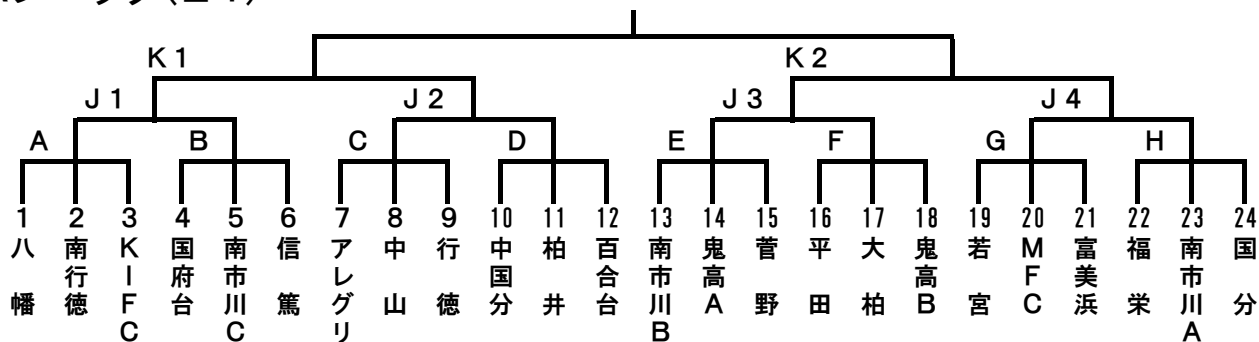 K1 K2
J1 J2 J3 J4
A B C D E F G H
1 2 3 4 5 6 7 8 9 10 11 12 13 14 15 16 17 18 19 20 21 22 23 24
八幡
南行徳
KIFC
国府台
南市川C
信篤
アレグリ
中山
行徳
中国分
柏井
百合台
南市川B
鬼高A
菅野
平田
大柏
鬼高B
若宮
MFC
富美浜
福栄
南市川A
国分